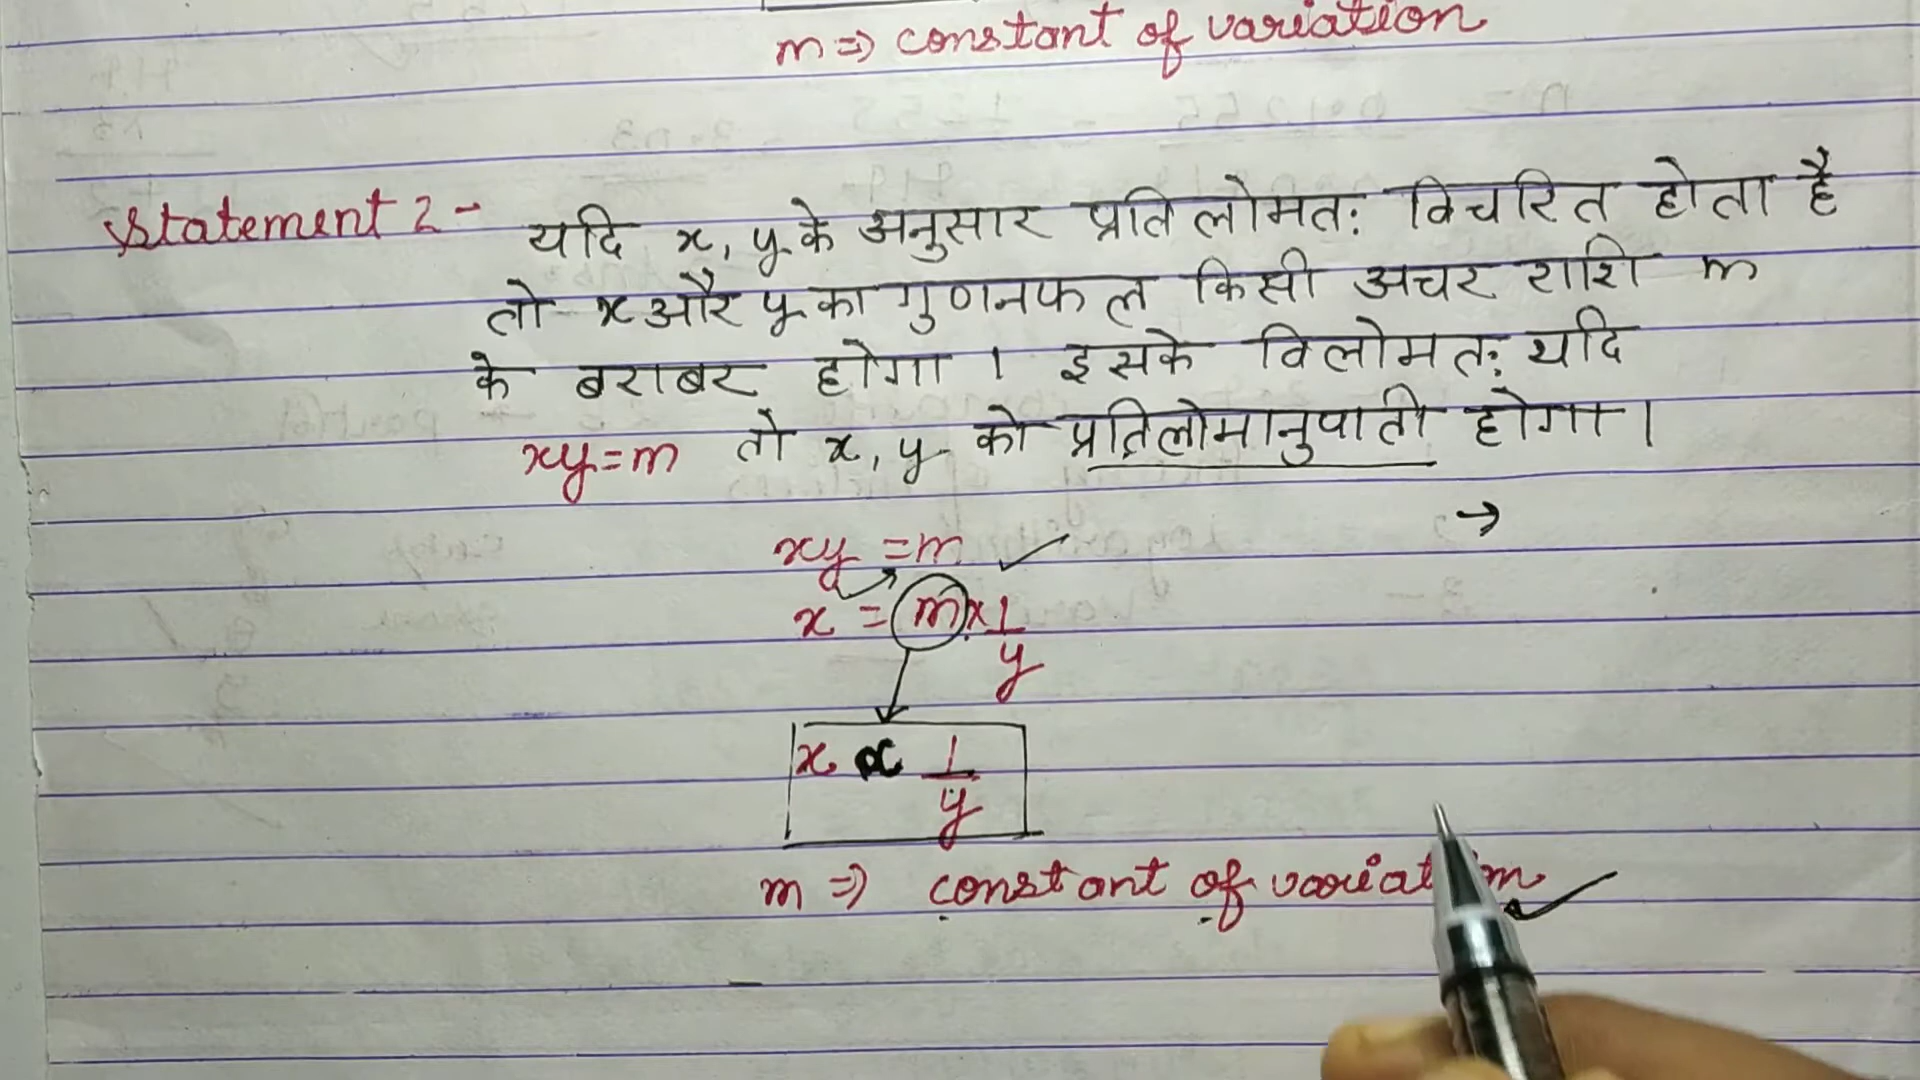 m => constant of variation
Statement 2 - यदि x, y के अनुसार प्रतिलोमतः विचरित होता है
तो x और y का गुणनफल किसी अचर राशि m
के बराबर होगा । इसके विलोमतः यदि
xy = m तो x, y को प्रतिलोमानुपाती होगा ।
→
xy = m ✓
x = m × 1/y
x ∝ 1/y
m => constant of variation ✓